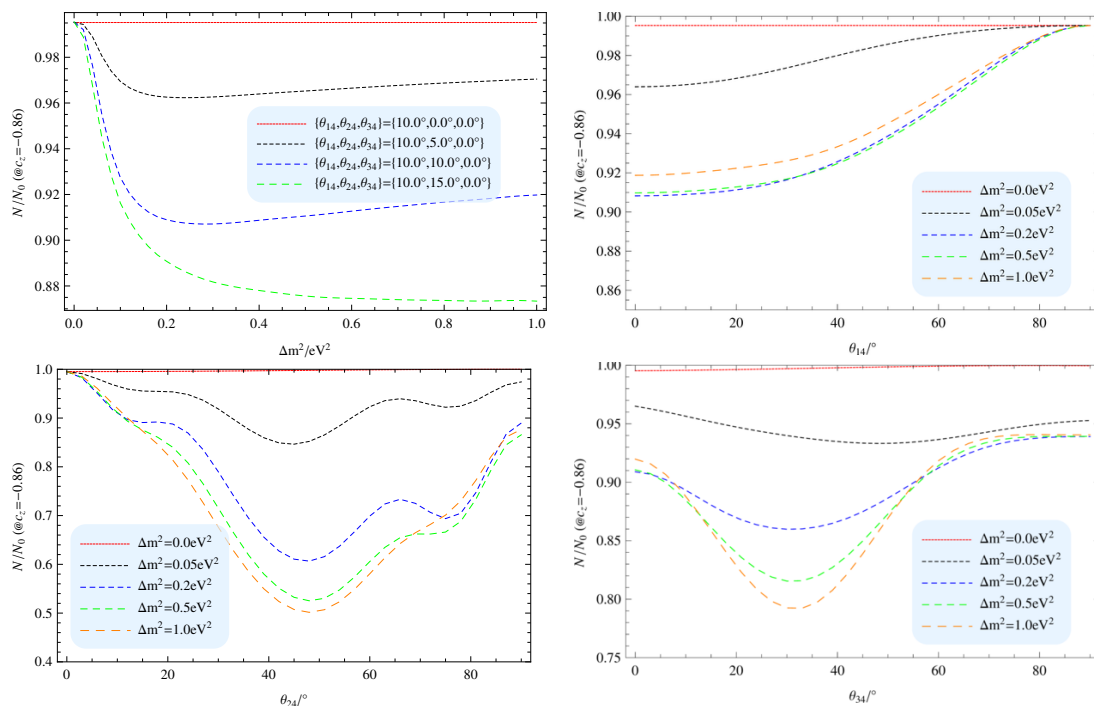 N/N₀ (@c_z=−0.86)
0.98
0.96
0.94
0.92
0.90
0.88
{θ₁₄,θ₂₄,θ₃₄}={10.0°,0.0°,0.0°}
{θ₁₄,θ₂₄,θ₃₄}={10.0°,5.0°,0.0°}
{θ₁₄,θ₂₄,θ₃₄}={10.0°,10.0°,0.0°}
{θ₁₄,θ₂₄,θ₃₄}={10.0°,15.0°,0.0°}
0.0 0.2 0.4 0.6 0.8 1.0
Δm²/eV²
N/N₀ (@c_z=−0.86)
1.00
0.98
0.96
0.94
0.92
0.90
0.88
0.86
Δm²=0.0eV²
Δm²=0.05eV²
Δm²=0.2eV²
Δm²=0.5eV²
Δm²=1.0eV²
0 20 40 60 80
θ₁₄/°
N/N₀ (@c_z=−0.86)
1.0
0.9
0.8
0.7
0.6
0.5
0.4
Δm²=0.0eV²
Δm²=0.05eV²
Δm²=0.2eV²
Δm²=0.5eV²
Δm²=1.0eV²
0 20 40 60 80
θ₂₄/°
N/N₀ (@c_z=−0.86)
1.00
0.95
0.90
0.85
0.80
0.75
Δm²=0.0eV²
Δm²=0.05eV²
Δm²=0.2eV²
Δm²=0.5eV²
Δm²=1.0eV²
0 20 40 60 80
θ₃₄/°